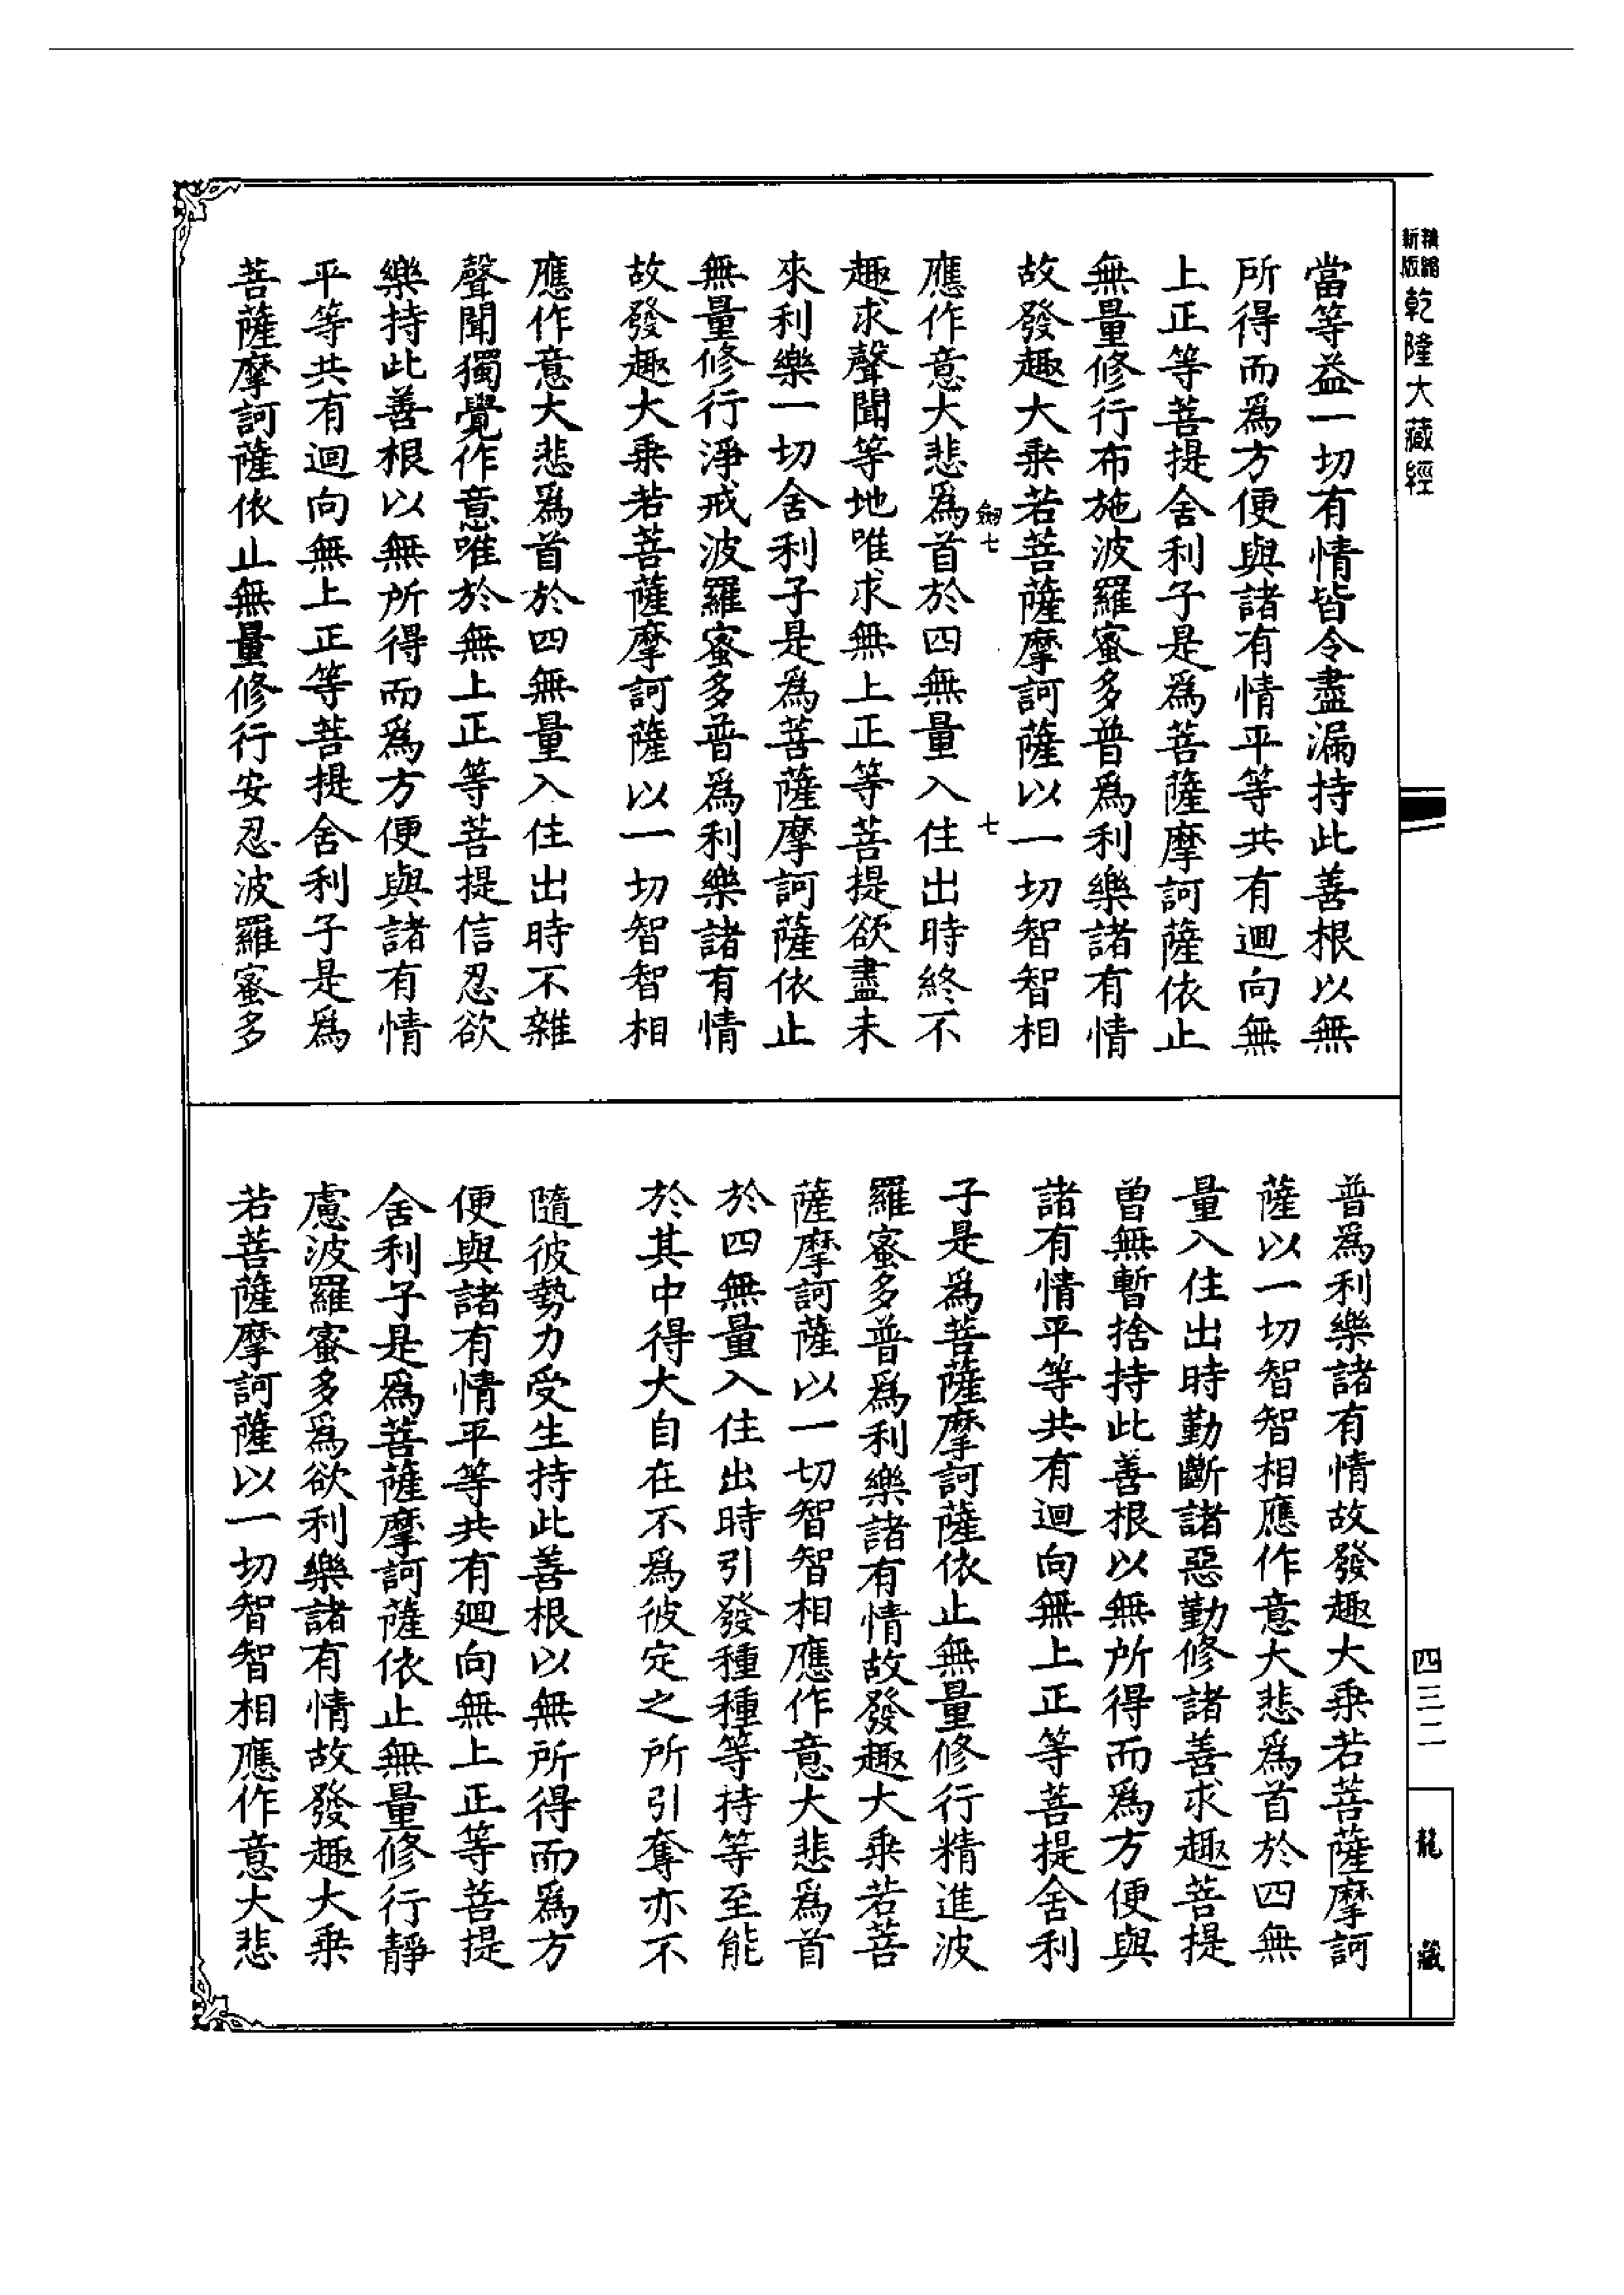 精縮新版乾隆大藏經
當等益一切有情皆令盡漏持此善根以無
所得而爲方便與諸有情平等共有迴向無
上正等菩提舍利子是爲菩薩摩訶薩依止
無量修行布施波羅蜜多普爲利樂諸有情
故發趣大乘若菩薩摩訶薩以一切智智相
劒七 七
應作意大悲爲首於四無量入住出時終不
趣求聲聞等地唯求無上正等菩提欲盡未
來利樂一切舍利子是爲菩薩摩訶薩依止
無量修行淨戒波羅蜜多普爲利樂諸有情
故發趣大乘若菩薩摩訶薩以一切智智相
應作意大悲爲首於四無量入住出時不雜
聲聞獨覺作意唯於無上正等菩提信忍欲
樂持此善根以無所得而爲方便與諸有情
平等共有迴向無上正等菩提舍利子是爲
菩薩摩訶薩依止無量修行安忍波羅蜜多
普爲利樂諸有情故發趣大乘若菩薩摩訶
薩以一切智智相應作意大悲爲首於四無
量入住出時勤斷諸惡勤修諸善求趣菩提
曾無暫捨持此善根以無所得而爲方便與
諸有情平等共有迴向無上正等菩提舍利
子是爲菩薩摩訶薩依止無量修行精進波
羅蜜多普爲利樂諸有情故發趣大乘若菩
薩摩訶薩以一切智智相應作意大悲爲首
於四無量入住出時引發種種等持等至能
於其中得大自在不爲彼定之所引奪亦不
隨彼勢力受生持此善根以無所得而爲方
便與諸有情平等共有廻向無上正等菩提
舍利子是爲菩薩摩訶薩依止無量修行靜
慮波羅蜜多爲欲利樂諸有情故發趣大乘
若菩薩摩訶薩以一切智智相應作意大悲
四三二
龍藏